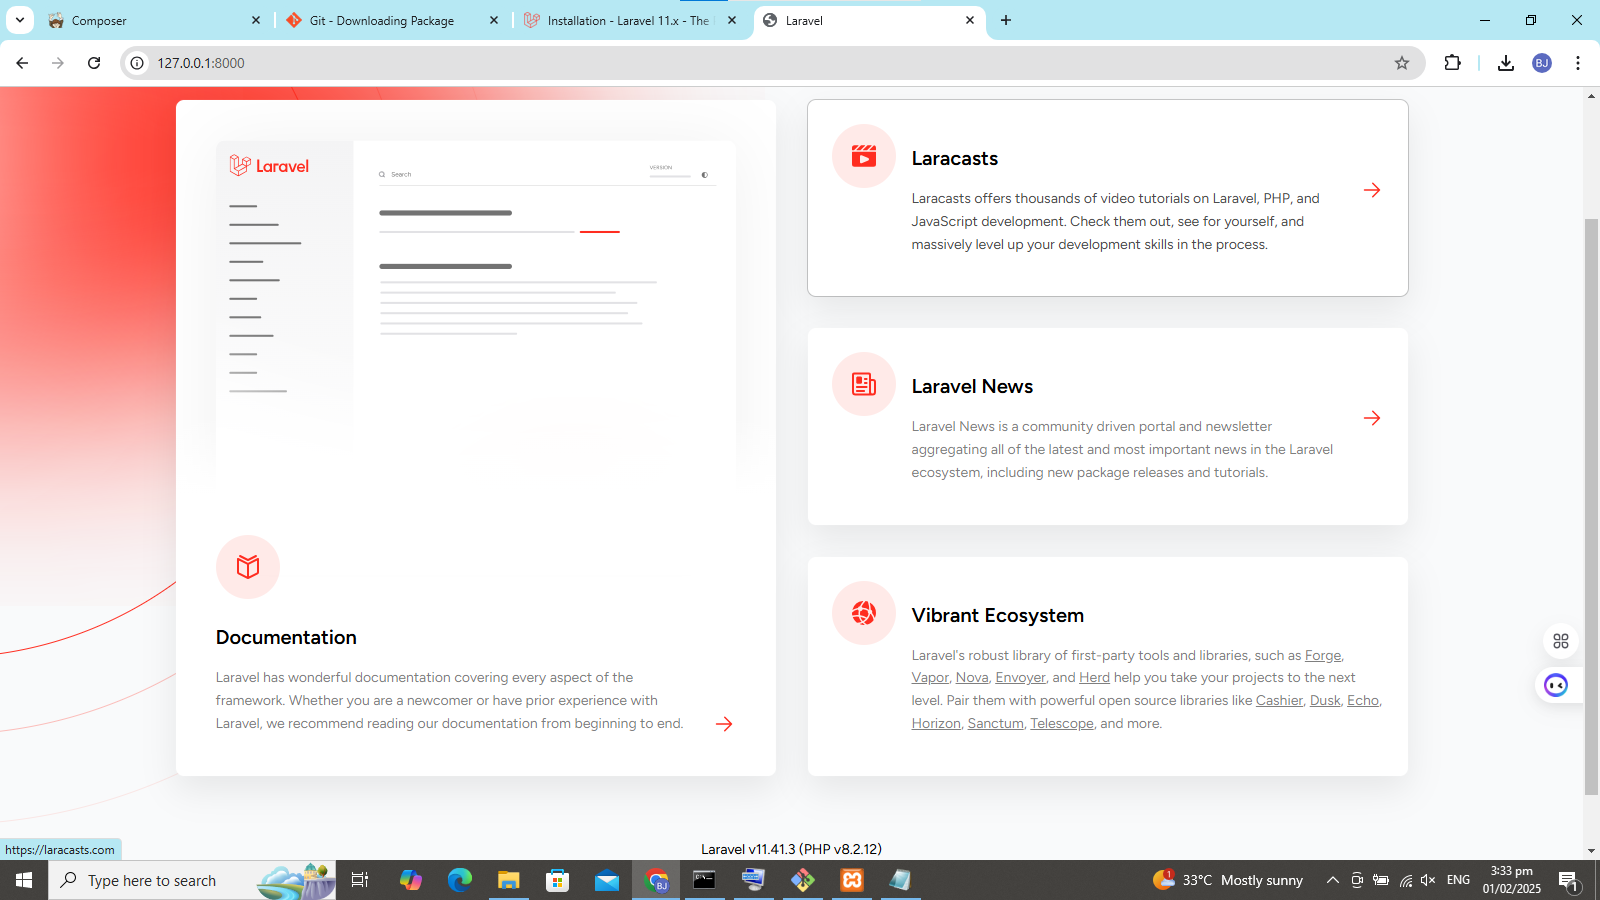 Composer
Git - Downloading Package
Installation - Laravel 11.x - The
Laravel
127.0.0.1:8000
BJ
Laravel
Search
VERSION
Laracasts
Laracasts offers thousands of video tutorials on Laravel, PHP, and
JavaScript development. Check them out, see for yourself, and
massively level up your development skills in the process.
Laravel News
Laravel News is a community driven portal and newsletter
aggregating all of the latest and most important news in the Laravel
ecosystem, including new package releases and tutorials.
Documentation
Laravel has wonderful documentation covering every aspect of the
framework. Whether you are a newcomer or have prior experience with
Laravel, we recommend reading our documentation from beginning to end.
Vibrant Ecosystem
Laravel's robust library of first-party tools and libraries, such as Forge,
Vapor, Nova, Envoyer, and Herd help you take your projects to the next
level. Pair them with powerful open source libraries like Cashier, Dusk, Echo,
Horizon, Sanctum, Telescope, and more.
https://laracasts.com
Laravel v11.41.3 (PHP v8.2.12)
Type here to search
BJ
1
33°C Mostly sunny
ENG
3:33 pm
01/02/2025
1